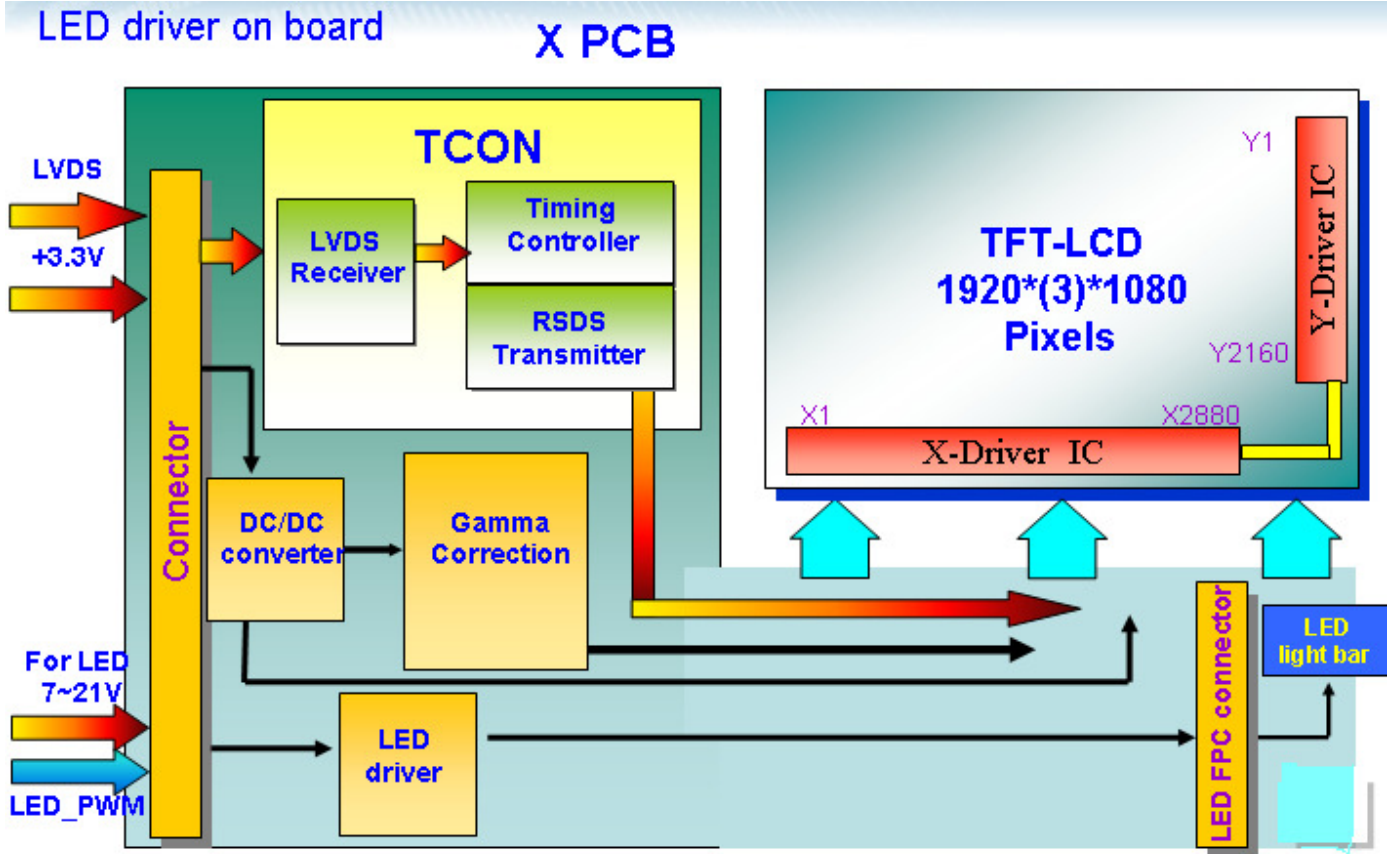 LED driver on board
X PCB
LVDS
+3.3V
For LED
7~21V
LED_PWM
Connector
TCON
LVDS
Receiver
Timing
Controller
RSDS
Transmitter
DC/DC
converter
Gamma
Correction
LED
driver
TFT-LCD
1920*(3)*1080
Pixels
Y1
Y-Driver IC
Y2160
X1
X2880
X-Driver IC
LED FPC connector
LED
light bar